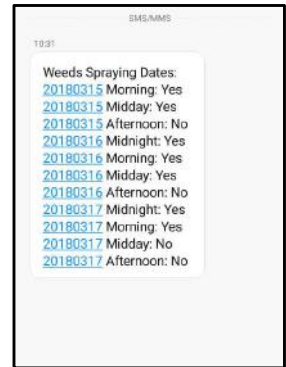 SMS/MMS
10:31
Weeds Spraying Dates:
20180315 Morning: Yes
20180315 Midday: Yes
20180315 Afternoon: No
20180316 Midnight: Yes
20180316 Morning: Yes
20180316 Midday: Yes
20180316 Afternoon: No
20180317 Midnight: Yes
20180317 Morning: Yes
20180317 Midday: No
20180317 Afternoon: No